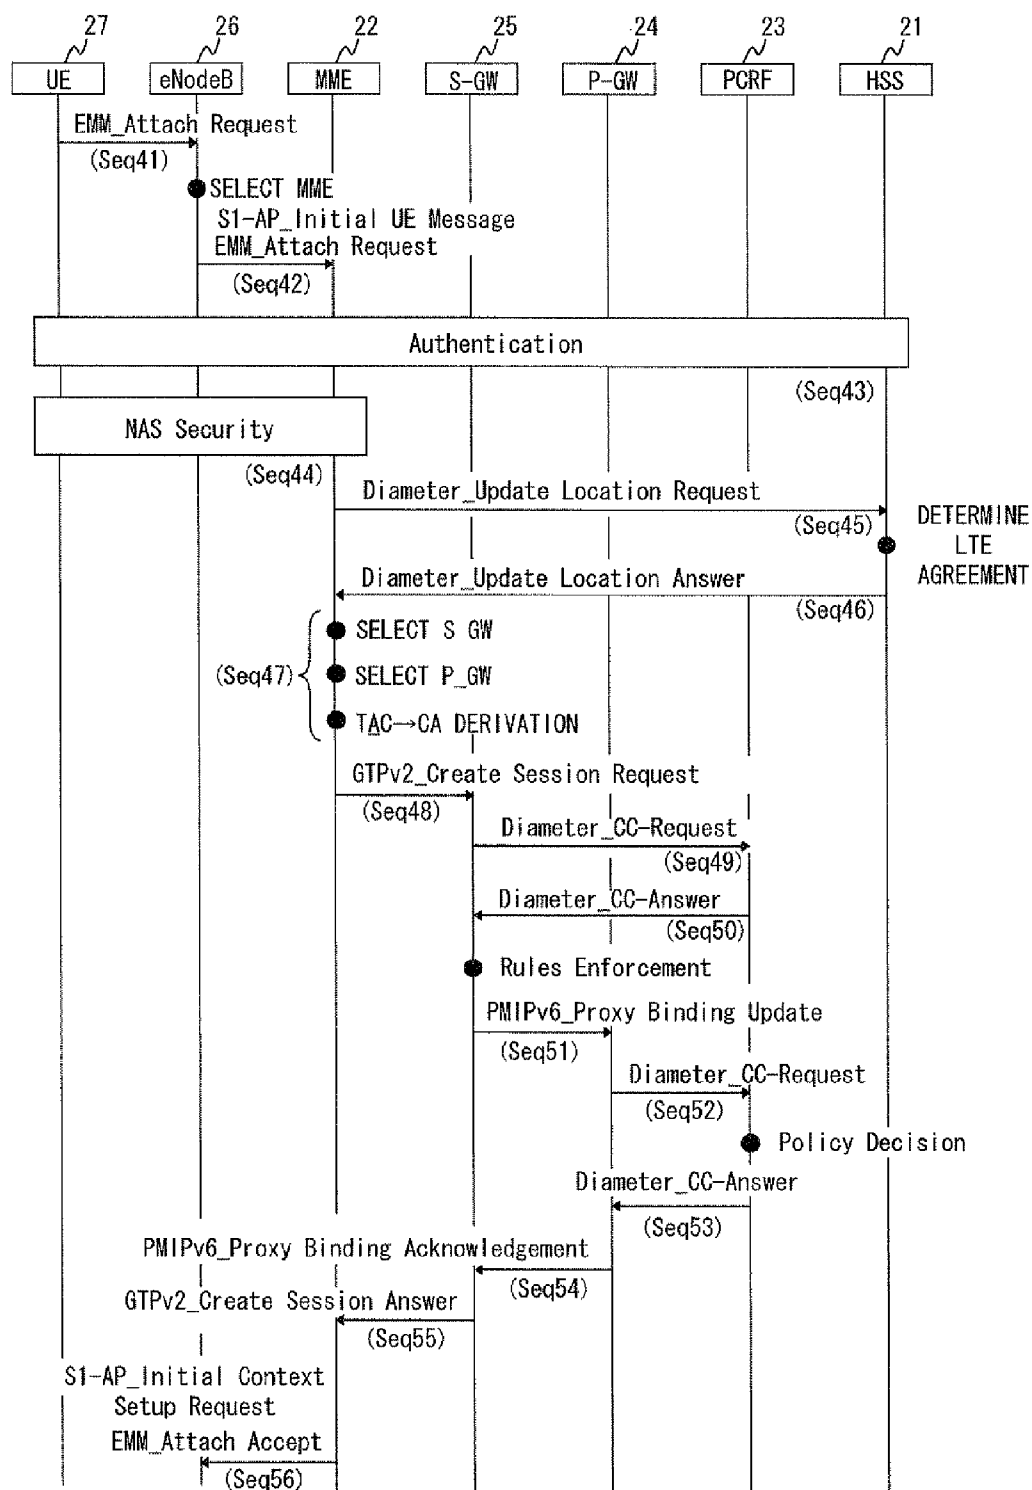 27 26 22 25 24 23 21
UE eNodeB MME S-GW P-GW PCRF HSS
EMM_Attach Request
(Seq41)
SELECT MME
S1-AP_Initial UE Message
EMM_Attach Request
(Seq42)
Authentication
(Seq43)
NAS Security
(Seq44)
Diameter_Update Location Request
(Seq45)
DETERMINE
LTE
AGREEMENT
Diameter_Update Location Answer
(Seq46)
SELECT S GW
(Seq47)
SELECT P_GW
TAC→CA DERIVATION
GTPv2_Create Session Request
(Seq48)
Diameter_CC-Request
(Seq49)
Diameter_CC-Answer
(Seq50)
Rules Enforcement
PMIPv6_Proxy Binding Update
(Seq51)
Diameter_CC-Request
(Seq52)
Policy Decision
Diameter_CC-Answer
(Seq53)
PMIPv6_Proxy Binding Acknowledgement
(Seq54)
GTPv2_Create Session Answer
(Seq55)
S1-AP_Initial Context
Setup Request
EMM_Attach Accept
(Seq56)